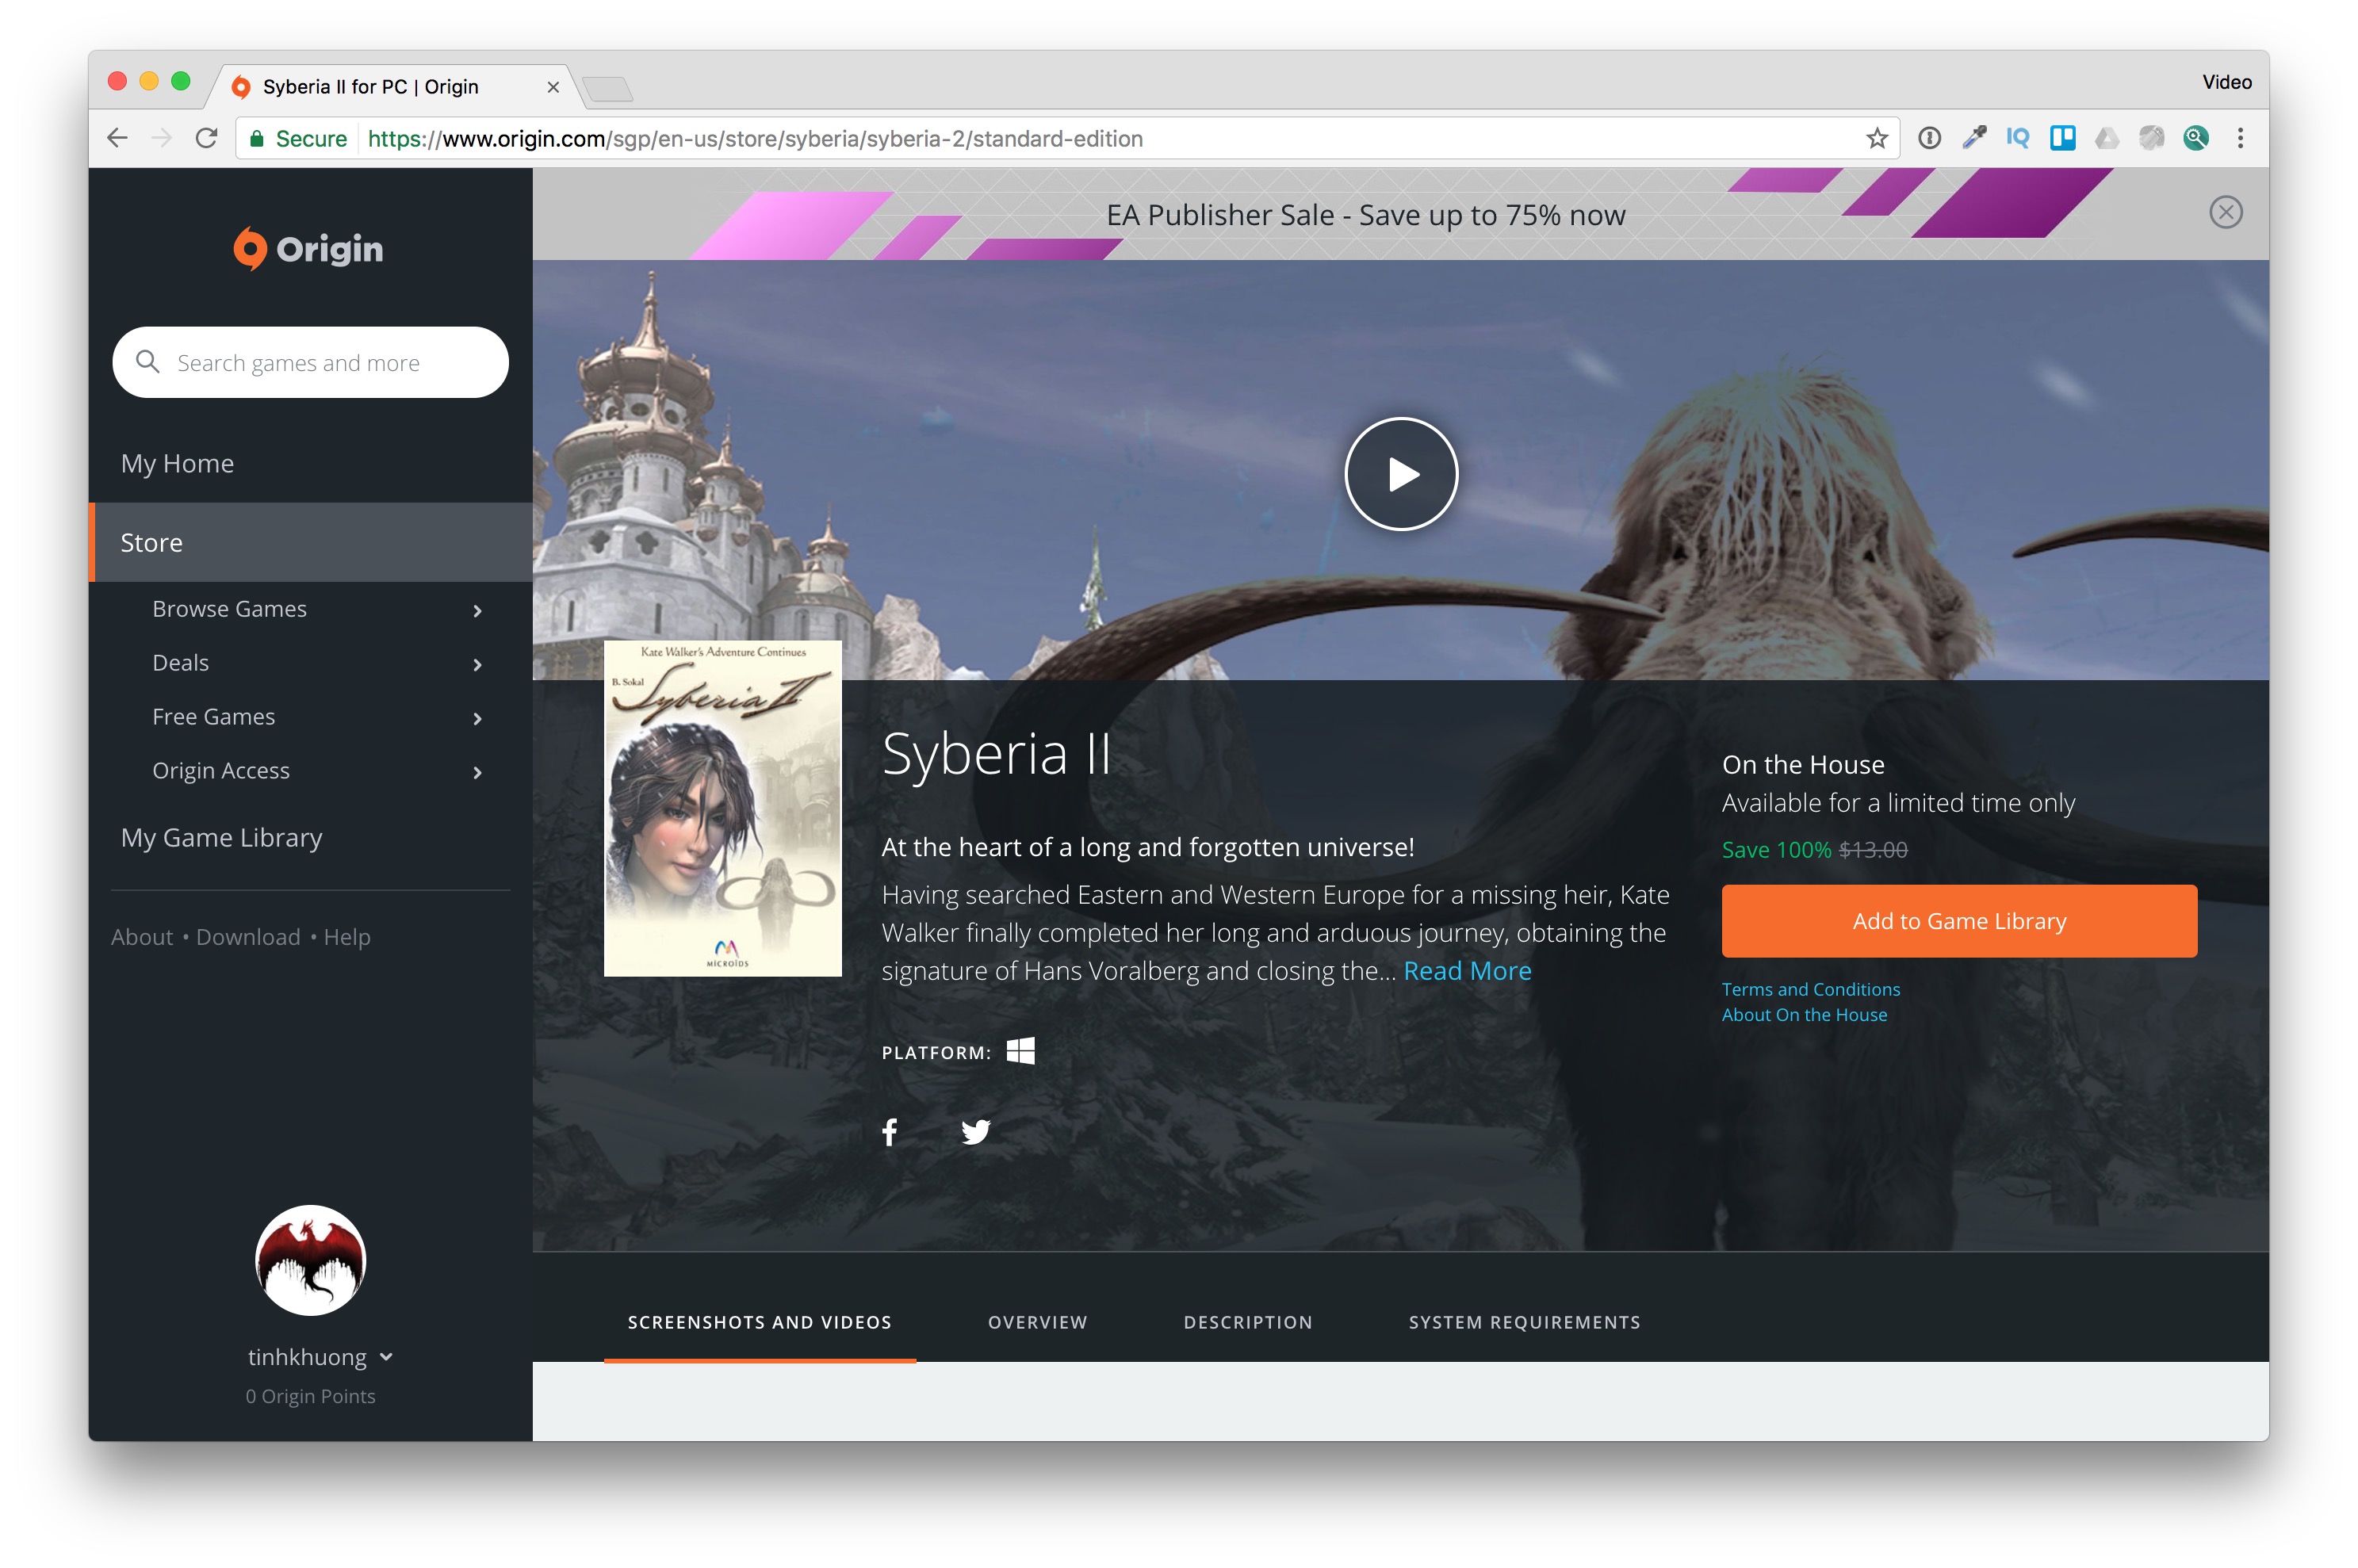 Syberia II for PC | Origin
Video
Secure
https://www.origin.com/sgp/en-us/store/syberia/syberia-2/standard-edition
IQ
Origin
Search games and more
My Home
Store
Browse Games
Deals
Free Games
Origin Access
My Game Library
About • Download • Help
tinhkhuong
0 Origin Points
EA Publisher Sale - Save up to 75% now
Kate Walker's Adventure Continues
B. Sokal
Syberia II
MICROÏDS
Syberia II
At the heart of a long and forgotten universe!
Having searched Eastern and Western Europe for a missing heir, Kate
Walker finally completed her long and arduous journey, obtaining the
signature of Hans Voralberg and closing the... Read More
PLATFORM:
On the House
Available for a limited time only
Save 100% $13.00
Add to Game Library
Terms and Conditions
About On the House
SCREENSHOTS AND VIDEOS
OVERVIEW
DESCRIPTION
SYSTEM REQUIREMENTS